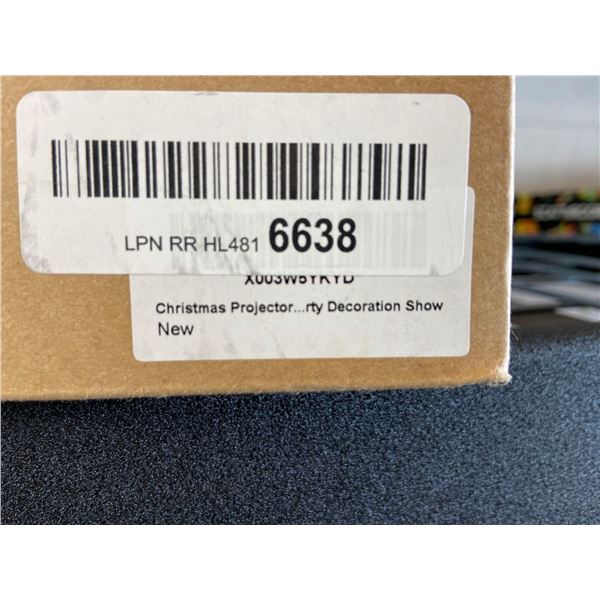 LPN RR HL481 6638
X003W5YKYD
Christmas Projector...rty Decoration Show
New